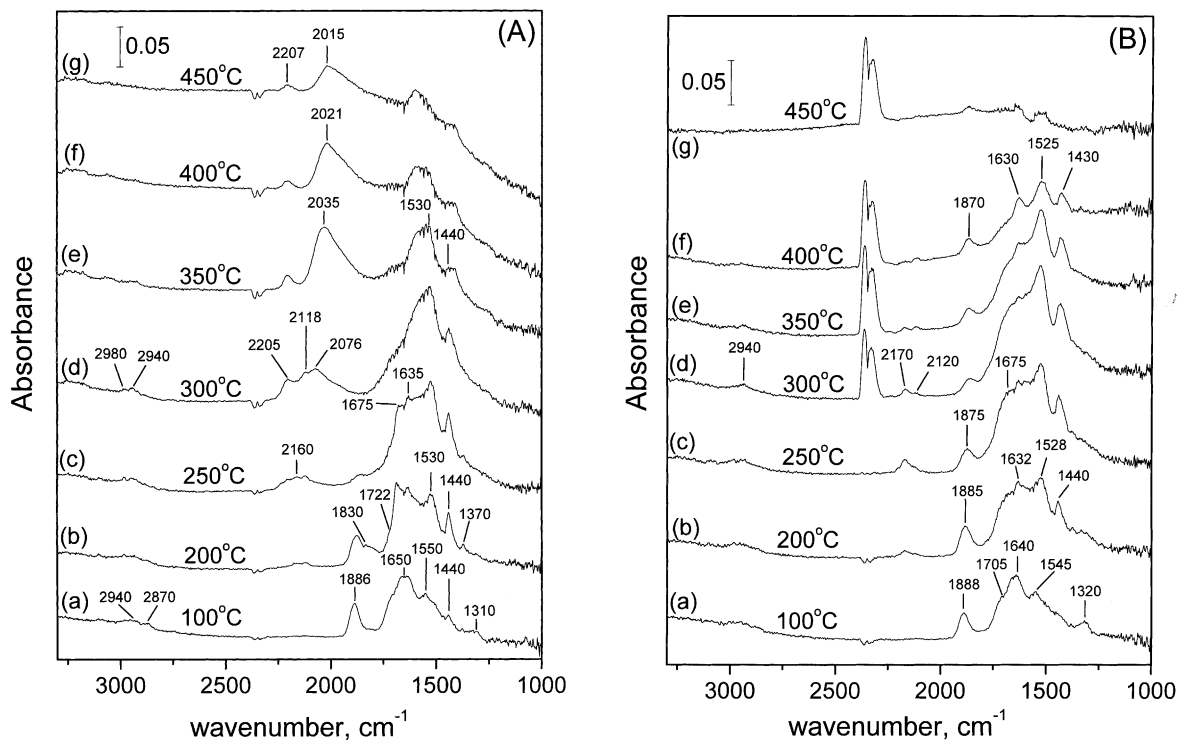 (A)
0.05
2207
2015
(g)
450°C
2021
(f)
400°C
2035
1530
1440
(e)
350°C
2118
2205
2076
2980
2940
(d)
300°C
1635
1675
2160
1530
(c)
250°C
1722
1440
1830
1370
(b)
200°C
1650
1550
1886
1440
2940
2870
1310
(a)
100°C
3000
2500
2000
1500
1000
wavenumber, cm-1
Absorbance
(B)
0.05
450°C
(g)
1525
1630
1430
1870
(f)
400°C
(e)
350°C
2940
2170
2120
(d)
300°C
1675
1875
(c)
250°C
1632
1528
1885
1440
(b)
200°C
1640
1705
1545
1888
1320
(a)
100°C
3000
2500
2000
1500
1000
wavenumber, cm-1
Absorbance